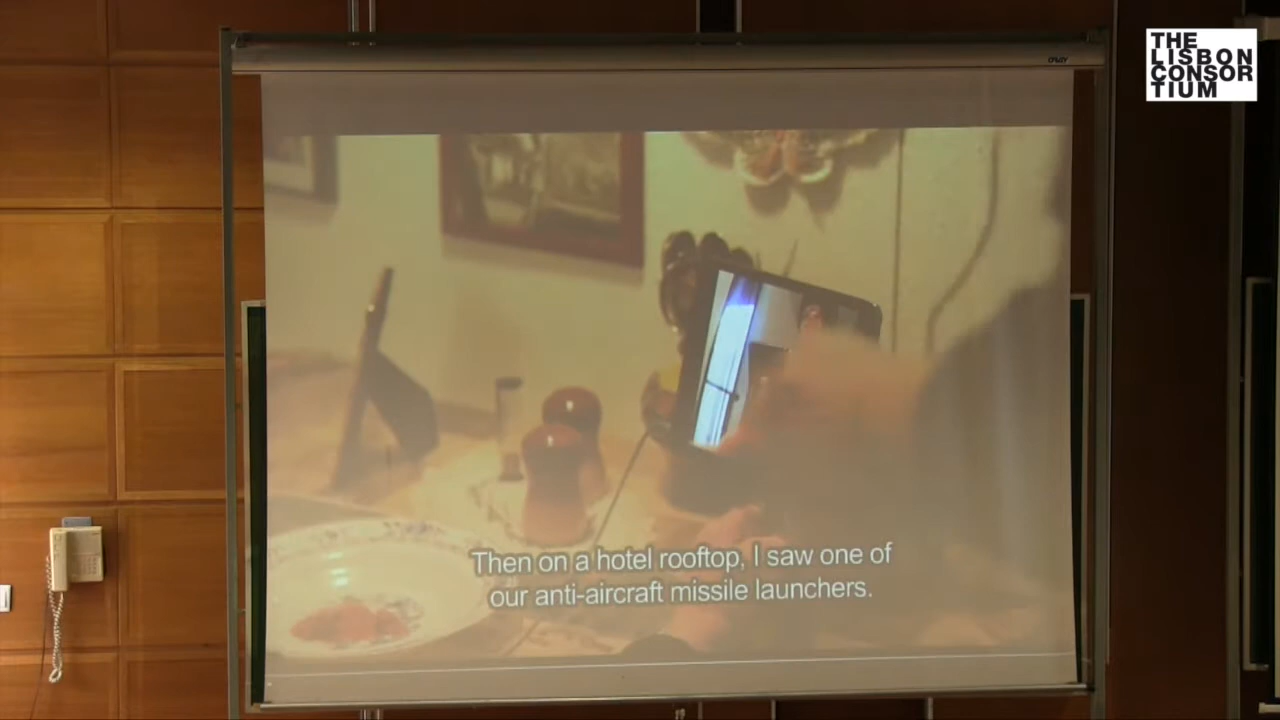 THE
LISBON
CONSOR
TIUM
Then on a hotel rooftop, I saw one of
our anti-aircraft missile launchers.